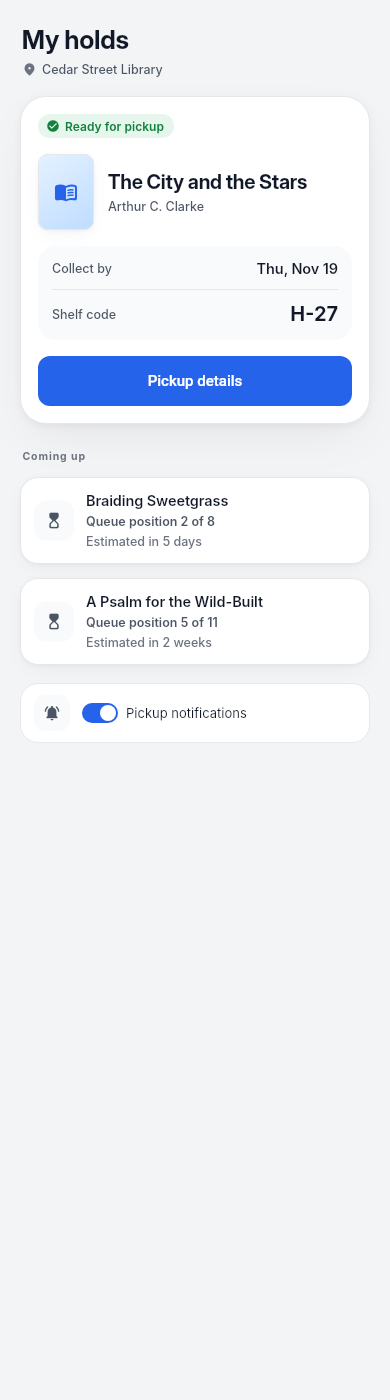 My holds
Cedar Street Library
Ready for pickup
The City and the Stars
Arthur C. Clarke
Collect by Thu, Nov 19
Shelf code H-27
Pickup details
Coming up
Braiding Sweetgrass
Queue position 2 of 8
Estimated in 5 days
A Psalm for the Wild-Built
Queue position 5 of 11
Estimated in 2 weeks
Pickup notifications